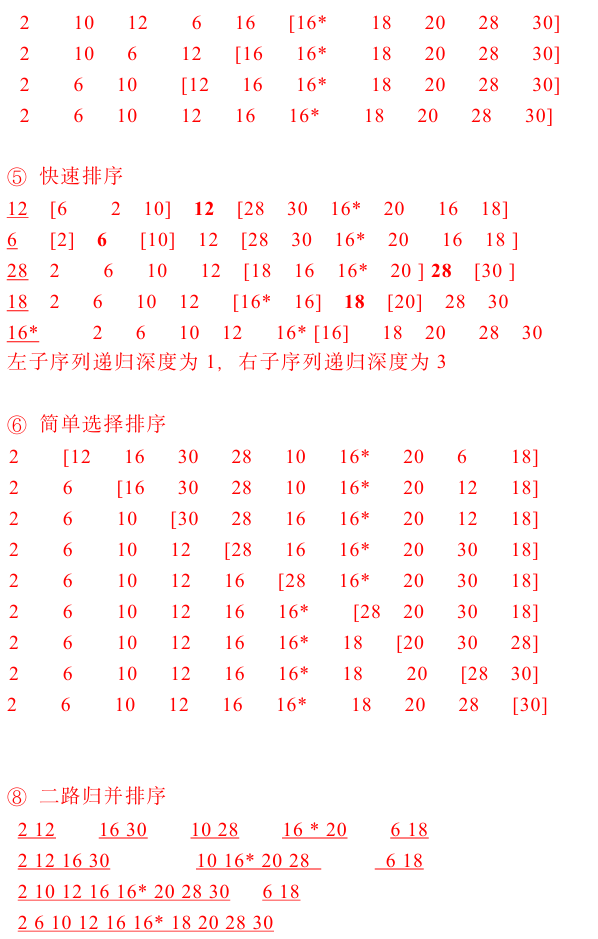 2 10 12 6 16 [16* 18 20 28 30]
2 10 6 12 [16 16* 18 20 28 30]
2 6 10 [12 16 16* 18 20 28 30]
2 6 10 12 16 16* 18 20 28 30]
⑤ 快速排序
12 [6 2 10] 12 [28 30 16* 20 16 18]
6 [2] 6 [10] 12 [28 30 16* 20 16 18 ]
28 2 6 10 12 [18 16 16* 20 ] 28 [30 ]
18 2 6 10 12 [16* 16] 18 [20] 28 30
16* 2 6 10 12 16* [16] 18 20 28 30
左子序列递归深度为 1，右子序列递归深度为 3
⑥ 简单选择排序
2 [12 16 30 28 10 16* 20 6 18]
2 6 [16 30 28 10 16* 20 12 18]
2 6 10 [30 28 16 16* 20 12 18]
2 6 10 12 [28 16 16* 20 30 18]
2 6 10 12 16 [28 16* 20 30 18]
2 6 10 12 16 16* [28 20 30 18]
2 6 10 12 16 16* 18 [20 30 28]
2 6 10 12 16 16* 18 20 [28 30]
2 6 10 12 16 16* 18 20 28 [30]
⑧ 二路归并排序
2 12 16 30 10 28 16 * 20 6 18
2 12 16 30 10 16* 20 28 6 18
2 10 12 16 16* 20 28 30 6 18
2 6 10 12 16 16* 18 20 28 30